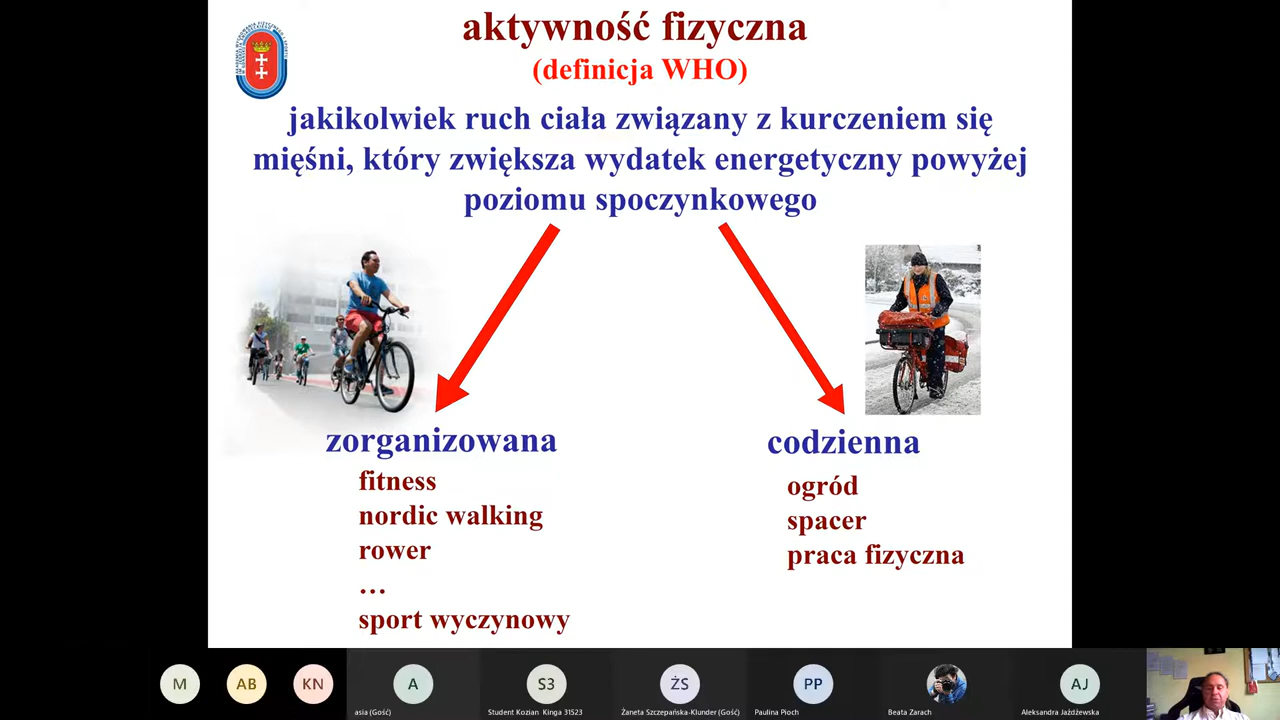 aktywność fizyczna
(definicja WHO)
jakikolwiek ruch ciała związany z kurczeniem się
mięśni, który zwiększa wydatek energetyczny powyżej
poziomu spoczynkowego
zorganizowana
fitness
nordic walking
rower
…
sport wyczynowy
codzienna
ogród
spacer
praca fizyczna
M
AB
KN
A
S3
ŻS
PP
AJ
asia (Gość)
Student Kozian Kinga 31S23
Żaneta Szczepańska-Klunder (Gość)
Paulina Pioch
Beata Zarach
Aleksandra Jażdżewska